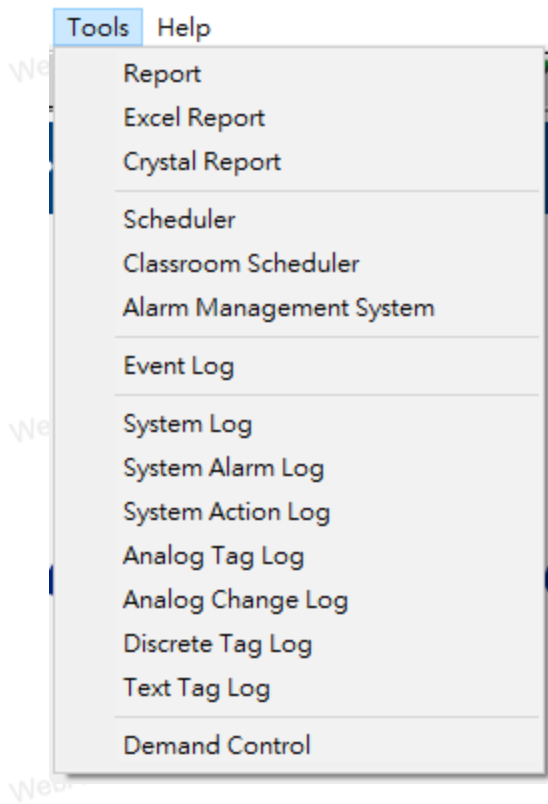 Tools Help
Report
Excel Report
Crystal Report
Scheduler
Classroom Scheduler
Alarm Management System
Event Log
System Log
System Alarm Log
System Action Log
Analog Tag Log
Analog Change Log
Discrete Tag Log
Text Tag Log
Demand Control